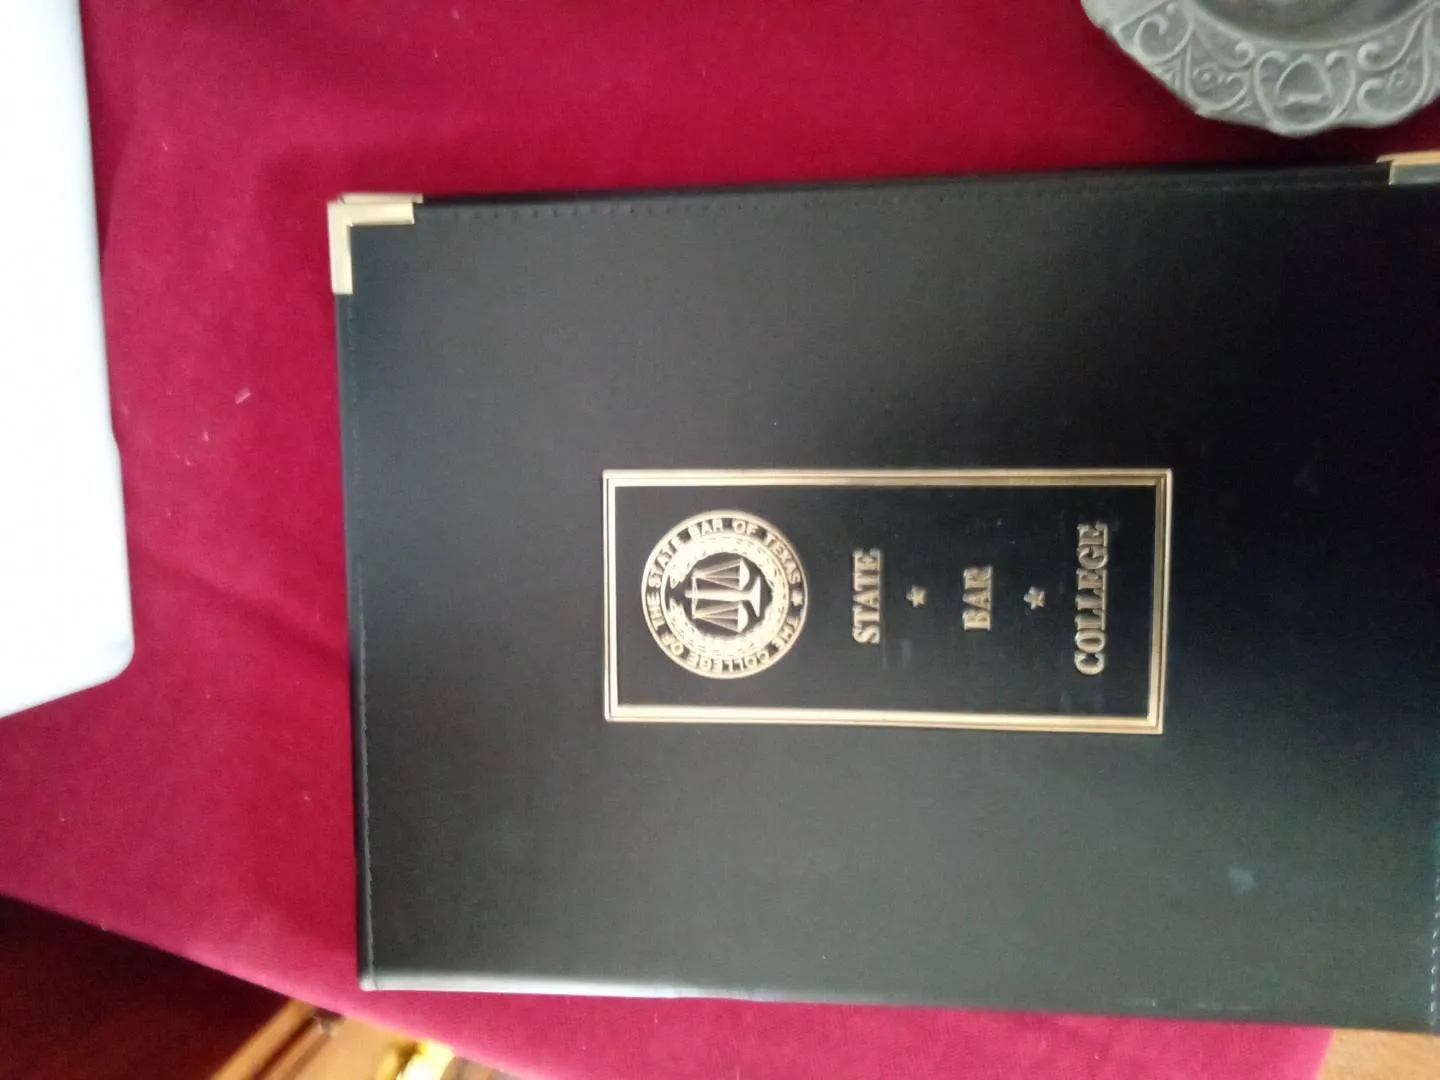 THE COLLEGE OF THE STATE BAR OF TEXAS ★
STATE
★
BAR
★
COLLEGE